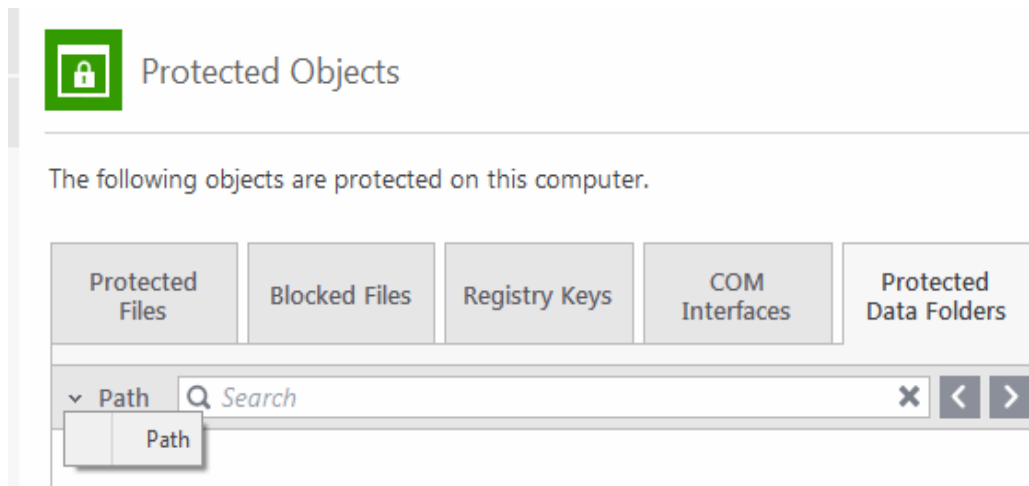 Protected Objects
The following objects are protected on this computer.
Protected
Files
Blocked Files
Registry Keys
COM
Interfaces
Protected
Data Folders
Path
Search
Path